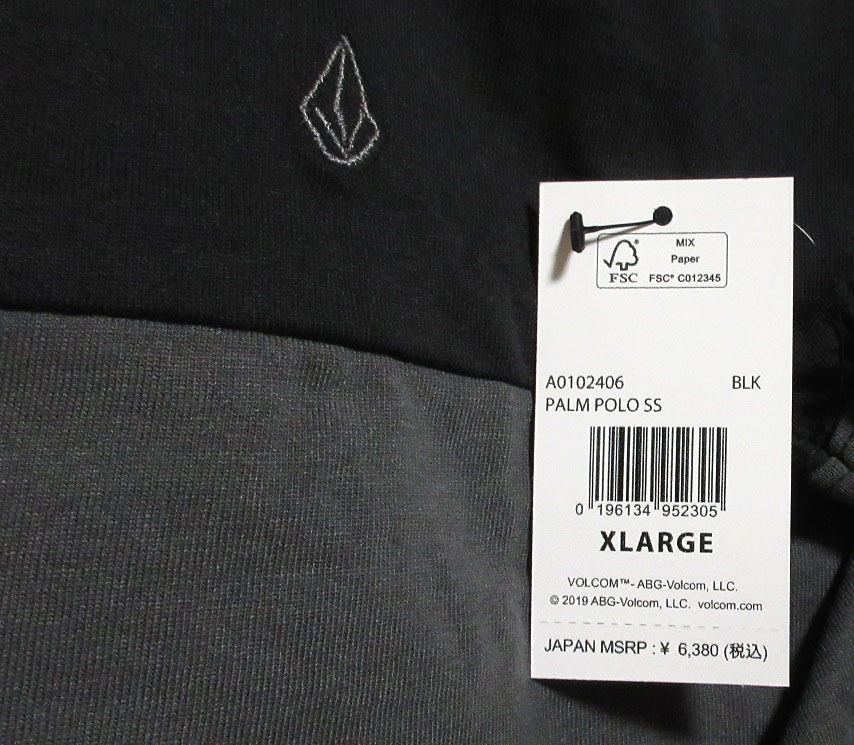 MIX
Paper
FSC
FSC® C012345
A0102406 BLK
PALM POLO SS
0 196134 952305
XLARGE
VOLCOM™- ABG-Volcom, LLC.
© 2019 ABG-Volcom, LLC. volcom.com
JAPAN MSRP : ¥ 6,380 (税込)